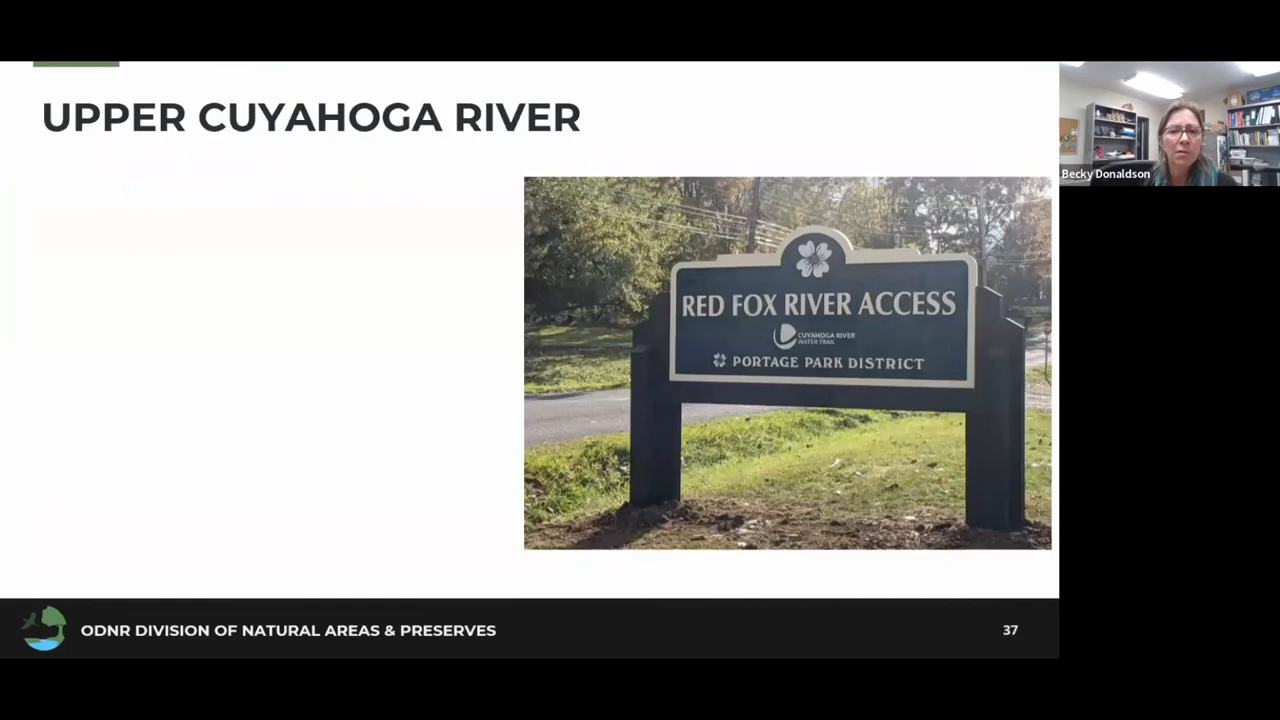 UPPER CUYAHOGA RIVER
Becky Donaldson
RED FOX RIVER ACCESS
CUYAHOGA RIVER
WATER TRAIL
PORTAGE PARK DISTRICT
ODNR DIVISION OF NATURAL AREAS & PRESERVES
37